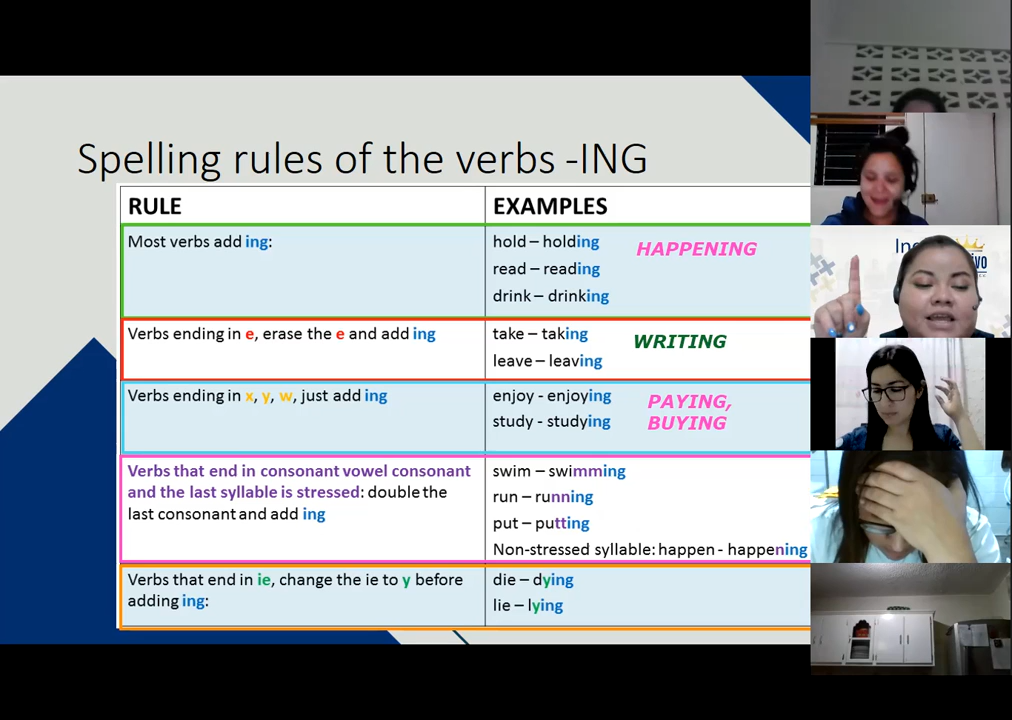 Spelling rules of the verbs -ING
RULE EXAMPLES
Most verbs add ing:
hold – holding HAPPENING
read – reading
drink – drinking
Verbs ending in e, erase the e and add ing
take – taking WRITING
leave – leaving
Verbs ending in x, y, w, just add ing
enjoy - enjoying PAYING,
study - studying BUYING
Verbs that end in consonant vowel consonant
and the last syllable is stressed: double the
last consonant and add ing
swim – swimming
run – running
put – putting
Non-stressed syllable: happen - happening
Verbs that end in ie, change the ie to y before
adding ing:
die – dying
lie – lying